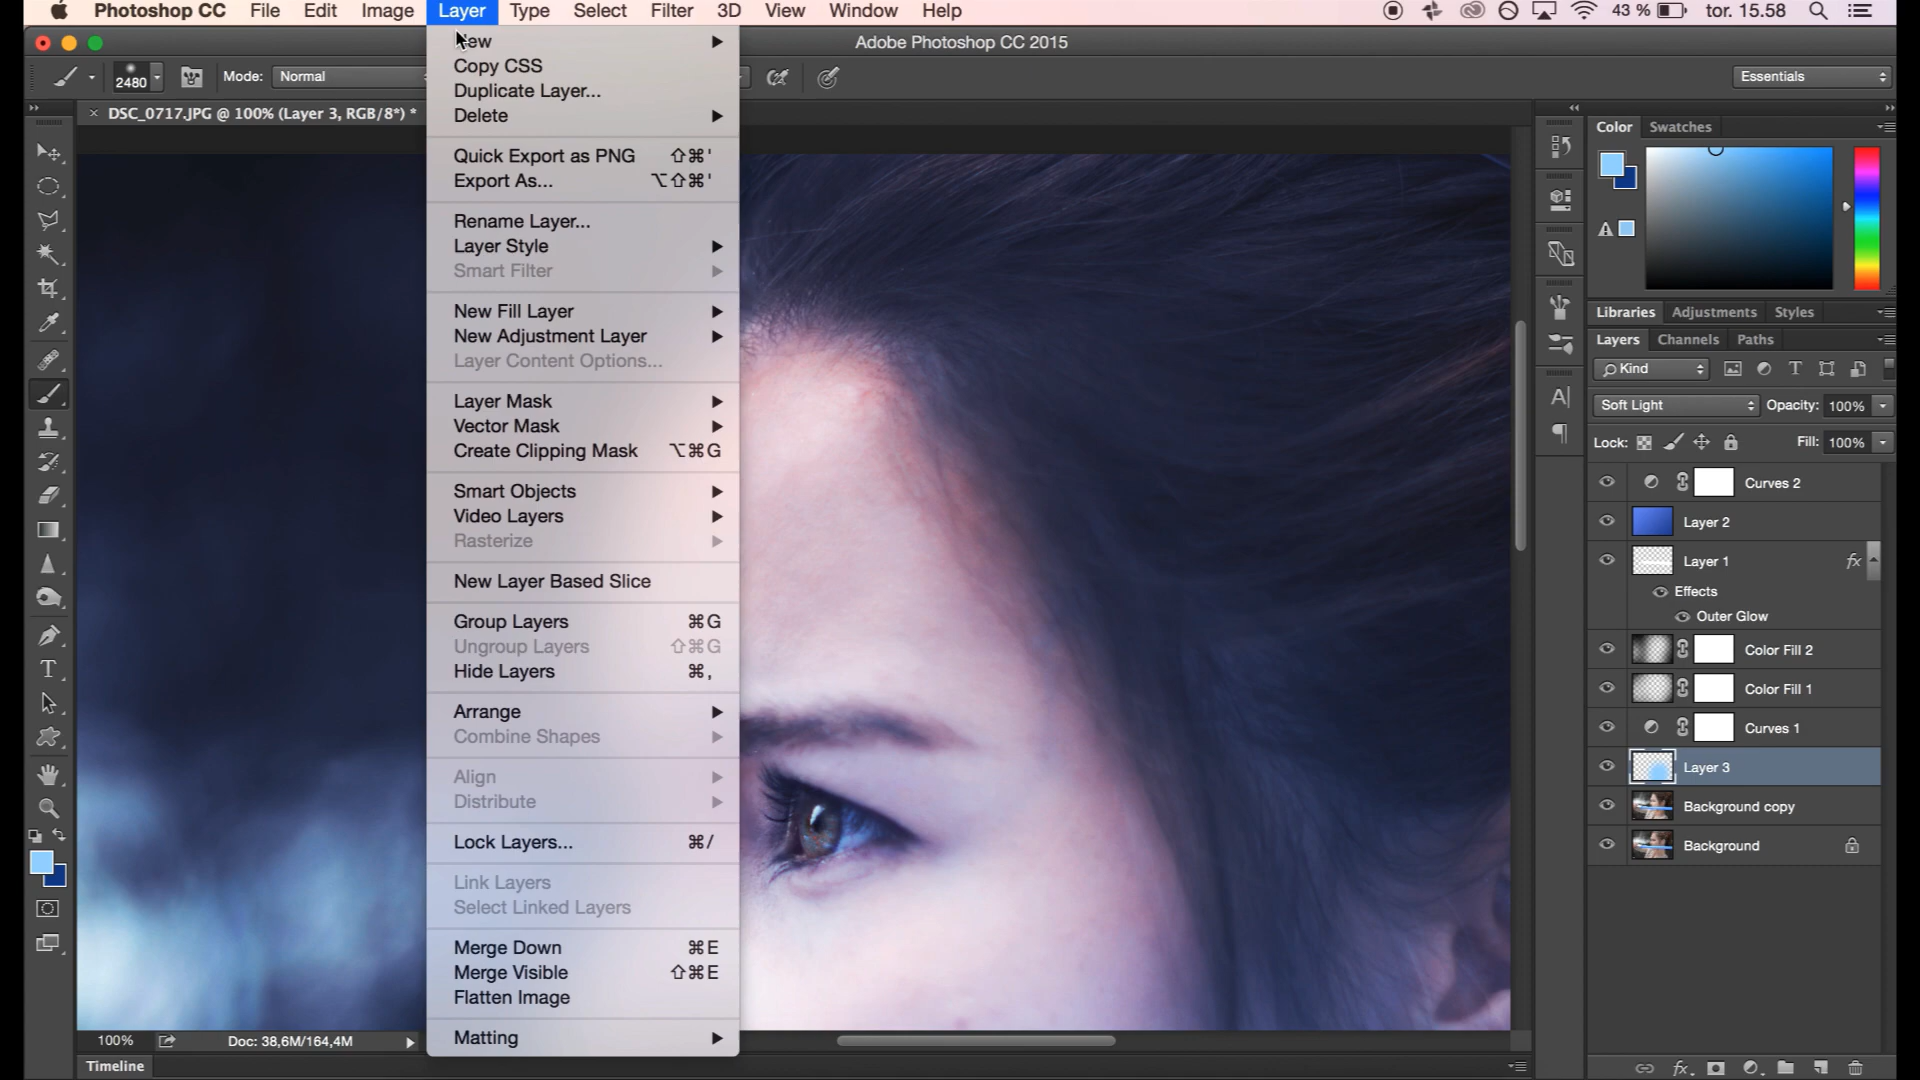 Photoshop CC File Edit Image Layer Type Select Filter 3D View Window Help 43 % tor. 15.58
Adobe Photoshop CC 2015
2480 Mode: Normal Essentials
× DSC_0717.JPG @ 100% (Layer 3, RGB/8*) *
Copy CSS
Duplicate Layer...
Delete
Quick Export as PNG ⇧⌘'
Export As... ⌥⇧⌘'
Rename Layer...
Layer Style
Smart Filter
New Fill Layer
New Adjustment Layer
Layer Content Options...
Layer Mask
Vector Mask
Create Clipping Mask ⌥⌘G
Smart Objects
Video Layers
Rasterize
New Layer Based Slice
Group Layers ⌘G
Ungroup Layers ⇧⌘G
Hide Layers ⌘,
Arrange
Combine Shapes
Align
Distribute
Lock Layers... ⌘/
Link Layers
Select Linked Layers
Merge Down ⌘E
Merge Visible ⇧⌘E
Flatten Image
Matting
Color Swatches
Libraries Adjustments Styles
Layers Channels Paths
Kind
Soft Light Opacity: 100%
Lock: Fill: 100%
Curves 2
Layer 2
Layer 1 fx
Effects
Outer Glow
Color Fill 2
Color Fill 1
Curves 1
Layer 3
Background copy
Background
100% Doc: 38,6M/164,4M
Timeline